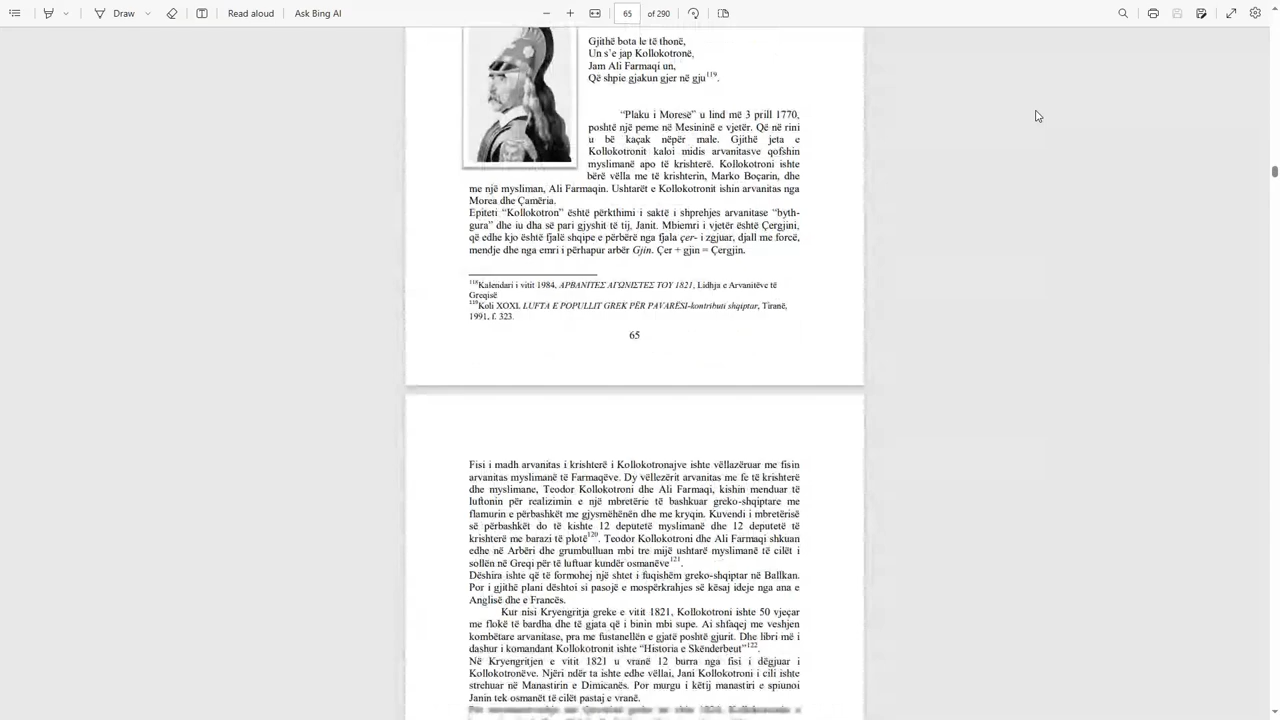 Draw
Read aloud
Ask Bing AI
65
of 290
Gjithë bota le të thonë,
Un s'e jap Kollokotronë,
Jam Ali Farmaqi un,
Që shpie gjakun gjer në gju119.
"Plaku i Moresë" u lind më 3 prill 1770,
poshtë një peme në Mesininë e vjetër. Që në rini
u bë kaçak nëpër male. Gjithë jeta e
Kollokotronit kaloi midis arvanitasve qofshin
myslimanë apo të krishterë. Kollokotroni ishte
bërë vëlla me të krishterin, Marko Boçarin, dhe
me një mysliman, Ali Farmaqin. Ushtarët e Kollokotronit ishin arvanitas nga
Morea dhe Çamëria.
Epiteti "Kollokotron" është përkthimi i saktë i shprehjes arvanitase "byth-
gura" dhe iu dha së pari gjyshit të tij, Janit. Mbiemri i vjetër është Çergjini,
që edhe kjo është fjalë shqipe e përbërë nga fjala çer- i zgjuar, djall me forcë,
mendje dhe nga emri i përhapur arbër Gjin. Çer + gjin = Çergjin.
118Kalendari i vitit 1984, ΑΡΒΑΝΙΤΕΣ ΑΓΩΝΙΣΤΕΣ ΤΟΥ 1821, Lidhja e Arvanitëve të
Greqisë
119Koli XOXI. LUFTA E POPULLIT GREK PËR PAVARËSI-kontributi shqiptar, Tiranë,
1991, f. 323.
65
Fisi i madh arvanitas i krishterë i Kollokotronajve ishte vëllazëruar me fisin
arvanitas myslimanë të Farmaqëve. Dy vëllezërit arvanitas me fe të krishterë
dhe myslimane, Teodor Kollokotroni dhe Ali Farmaqi, kishin menduar të
luftonin për realizimin e një mbretërie të bashkuar greko-shqiptare me
flamurin e përbashkët me gjysmëhënën dhe me kryqin. Kuvendi i mbretërisë
së përbashkët do të kishte 12 deputetë myslimanë dhe 12 deputetë të
krishterë me barazi të plotë120. Teodor Kollokotroni dhe Ali Farmaqi shkuan
edhe në Arbëri dhe grumbulluan mbi tre mijë ushtarë myslimanë të cilët i
sollën në Greqi për të luftuar kundër osmanëve121.
Dëshira ishte që të formohej një shtet i fuqishëm greko-shqiptar në Ballkan.
Por i gjithë plani dështoi si pasojë e mospërkrahjes së kësaj ideje nga ana e
Anglisë dhe e Francës.
Kur nisi Kryengritja greke e vitit 1821, Kollokotroni ishte 50 vjeçar
me flokë të bardha dhe të gjata që i binin mbi supe. Ai shfaqej me veshjen
kombëtare arvanitase, pra me fustanellën e gjatë poshtë gjurit. Dhe libri më i
dashur i komandant Kollokotronit ishte "Historia e Skënderbeut"122.
Në Kryengritjen e vitit 1821 u vranë 12 burra nga fisi i dëgjuar i
Kollokotronëve. Njëri ndër ta ishte edhe vëllai, Jani Kollokotroni i cili ishte
strehuar në Manastirin e Dimicanës. Por murgu i këtij manastiri e spiunoi
Janin tek osmanët të cilët pastaj e vranë.